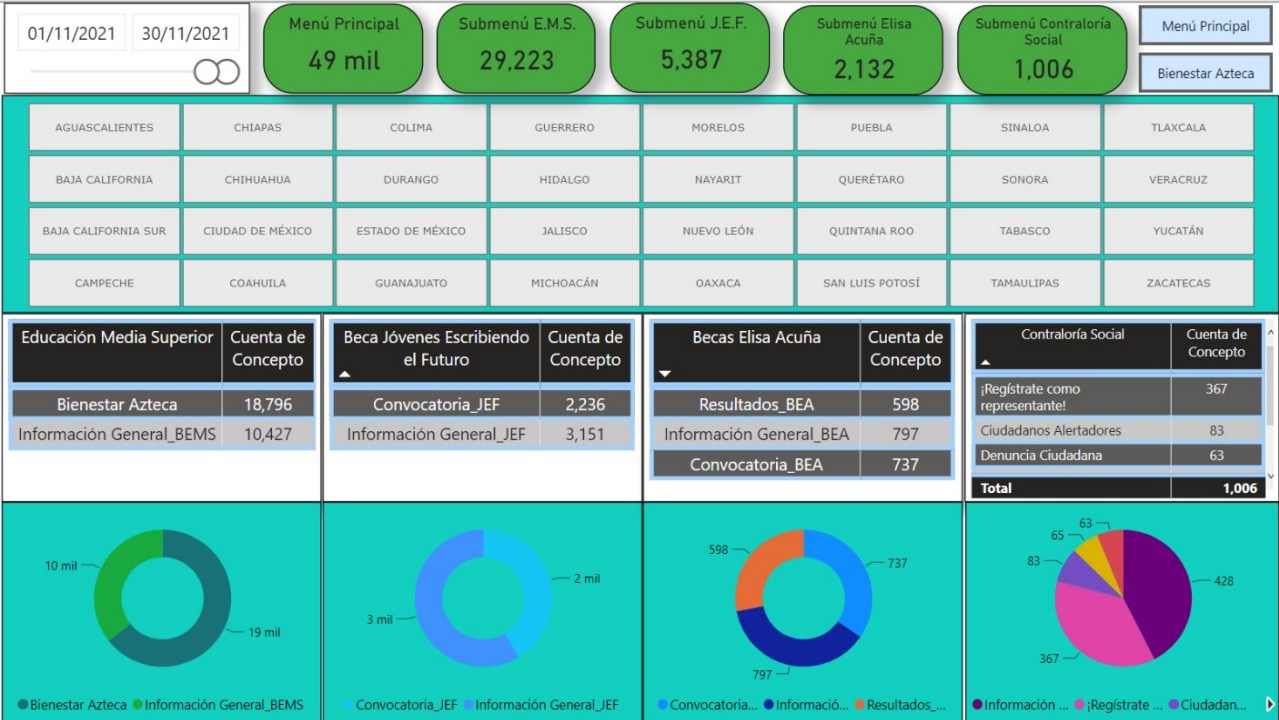 01/11/2021 30/11/2021
Menú Principal
49 mil
Submenú E.M.S.
29,223
Submenú J.E.F.
5,387
Submenú Elisa
Acuña
2,132
Submenú Contraloría
Social
1,006
Menú Principal
Bienestar Azteca
AGUASCALIENTES CHIAPAS COLIMA GUERRERO MORELOS PUEBLA SINALOA TLAXCALA
BAJA CALIFORNIA CHIHUAHUA DURANGO HIDALGO NAYARIT QUERÉTARO SONORA VERACRUZ
BAJA CALIFORNIA SUR CIUDAD DE MÉXICO ESTADO DE MÉXICO JALISCO NUEVO LEÓN QUINTANA ROO TABASCO YUCATÁN
CAMPECHE COAHUILA GUANAJUATO MICHOACÁN OAXACA SAN LUIS POTOSÍ TAMAULIPAS ZACATECAS
Educación Media Superior Cuenta de
Concepto
Bienestar Azteca 18,796
Información General_BEMS 10,427
Beca Jóvenes Escribiendo Cuenta de
el Futuro Concepto
Convocatoria_JEF 2,236
Información General_JEF 3,151
Becas Elisa Acuña Cuenta de
Concepto
Resultados_BEA 598
Información General_BEA 797
Convocatoria_BEA 737
Contraloría Social Cuenta de
Concepto
¡Regístrate como 367
representante!
Ciudadanos Alertadores 83
Denuncia Ciudadana 63
Total 1,006
10 mil
19 mil
Bienestar Azteca Información General_BEMS
2 mil
3 mil
Convocatoria_JEF Información General_JEF
598
737
797
Convocatoria... Informació... Resultados_...
63
65
83
428
367
Información ... ¡Regístrate ... Ciudadan...